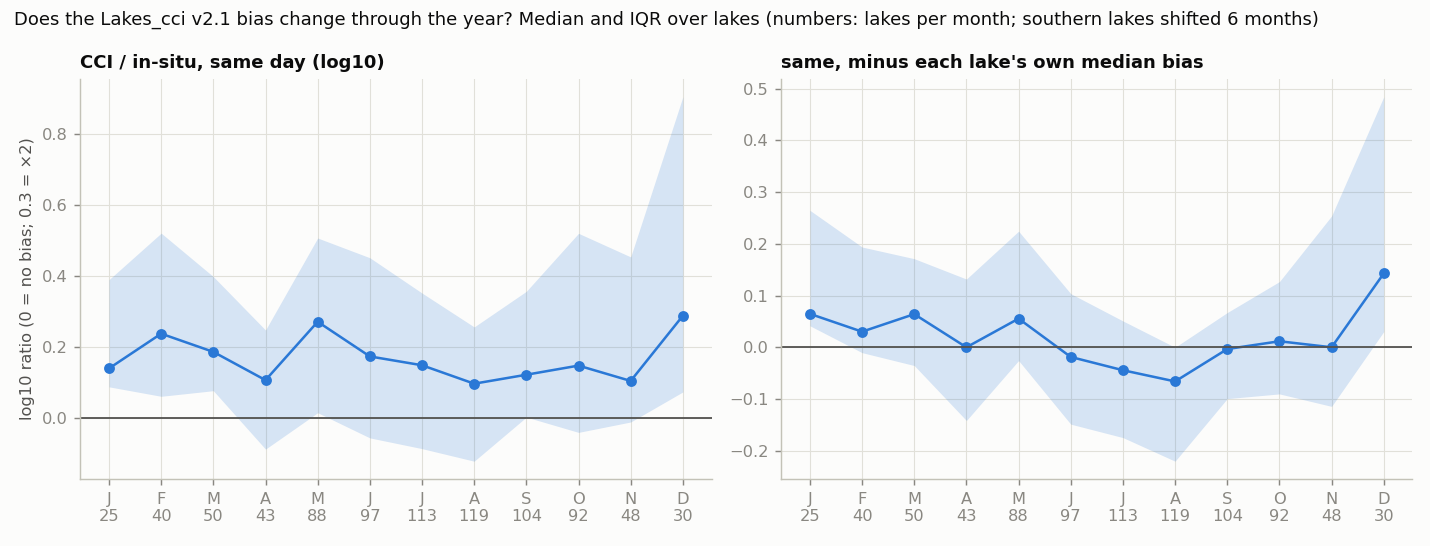 Does the Lakes_cci v2.1 bias change through the year? Median and IQR over lakes (numbers: lakes per month; southern lakes shifted 6 months)
CCI / in-situ, same day (log10)
log10 ratio (0 = no bias; 0.3 = ×2)
0.8
0.6
0.4
0.2
0.0
J F M A M J J A S O N D
25 40 50 43 88 97 113 119 104 92 48 30
same, minus each lake's own median bias
0.5
0.4
0.3
0.2
0.1
0.0
−0.1
−0.2
J F M A M J J A S O N D
25 40 50 43 88 97 113 119 104 92 48 30